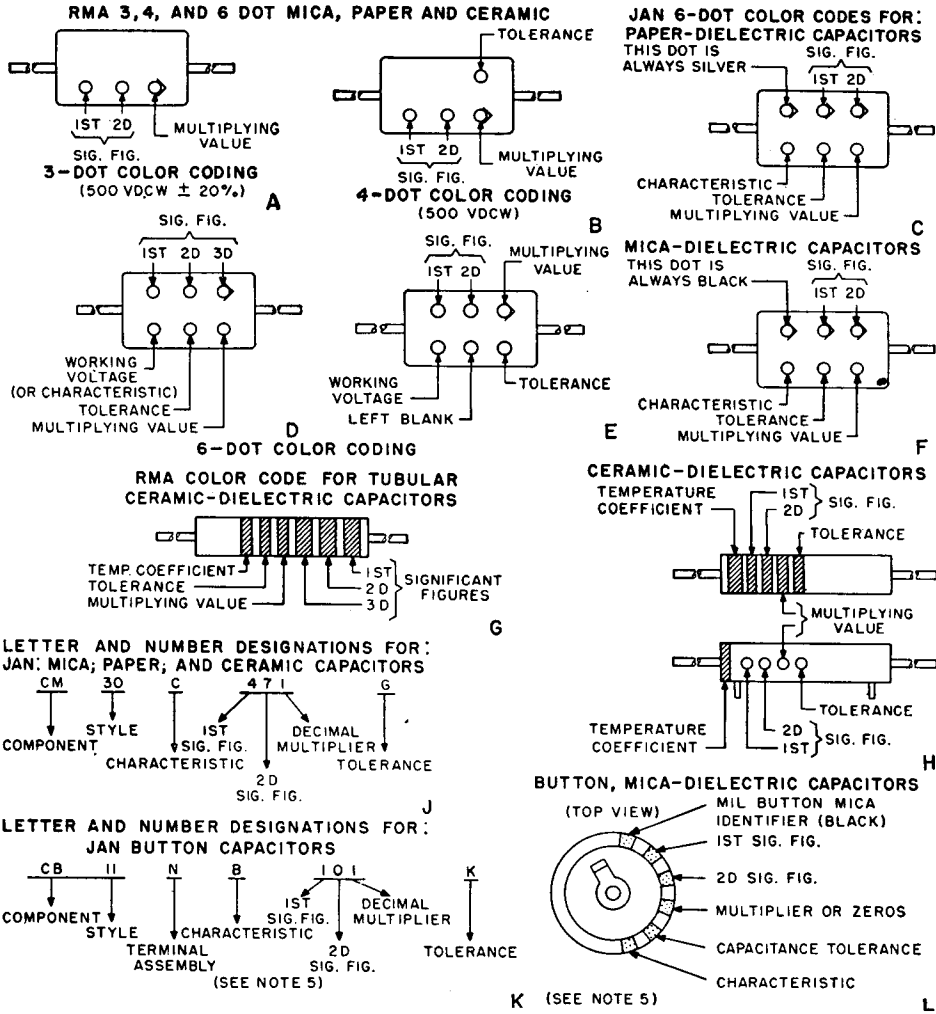 RMA 3,4, AND 6 DOT MICA, PAPER AND CERAMIC
1ST 2D
SIG. FIG.
MULTIPLYING
VALUE
3-DOT COLOR CODING
(500 VDCW ± 20%)
A
TOLERANCE
1ST 2D
SIG. FIG.
MULTIPLYING
VALUE
4-DOT COLOR CODING
(500 VDCW)
B
JAN 6-DOT COLOR CODES FOR:
PAPER-DIELECTRIC CAPACITORS
THIS DOT IS
ALWAYS SILVER
SIG. FIG.
1ST 2D
CHARACTERISTIC
TOLERANCE
MULTIPLYING VALUE
C
SIG. FIG.
1ST 2D 3D
WORKING
VOLTAGE
(OR CHARACTERISTIC)
TOLERANCE
MULTIPLYING VALUE
D
6-DOT COLOR CODING
SIG. FIG.
1ST 2D
MULTIPLYING
VALUE
WORKING
VOLTAGE
LEFT BLANK
TOLERANCE
E
MICA-DIELECTRIC CAPACITORS
THIS DOT IS
ALWAYS BLACK
SIG. FIG.
1ST 2D
CHARACTERISTIC
TOLERANCE
MULTIPLYING VALUE
F
RMA COLOR CODE FOR TUBULAR
CERAMIC-DIELECTRIC CAPACITORS
TEMP. COEFFICIENT
TOLERANCE
MULTIPLYING VALUE
1ST
2D
3D
SIGNIFICANT
FIGURES
G
CERAMIC-DIELECTRIC CAPACITORS
TEMPERATURE
COEFFICIENT
1ST
2D
SIG. FIG.
TOLERANCE
MULTIPLYING
VALUE
TOLERANCE
TEMPERATURE
COEFFICIENT
2D
1ST
SIG. FIG.
H
LETTER AND NUMBER DESIGNATIONS FOR:
JAN: MICA; PAPER; AND CERAMIC CAPACITORS
CM 30 C 471 G
COMPONENT
STYLE
CHARACTERISTIC
1ST
SIG. FIG.
2D
SIG. FIG.
DECIMAL
MULTIPLIER
TOLERANCE
J
LETTER AND NUMBER DESIGNATIONS FOR:
JAN BUTTON CAPACITORS
CB 11 N B 101 K
COMPONENT
STYLE
TERMINAL
ASSEMBLY
CHARACTERISTIC
1ST
SIG. FIG.
2D
SIG. FIG.
DECIMAL
MULTIPLIER
TOLERANCE
(SEE NOTE 5)
K
BUTTON, MICA-DIELECTRIC CAPACITORS
(TOP VIEW)
MIL BUTTON MICA
IDENTIFIER (BLACK)
1ST SIG. FIG.
2D SIG. FIG.
MULTIPLIER OR ZEROS
CAPACITANCE TOLERANCE
CHARACTERISTIC
(SEE NOTE 5)
L